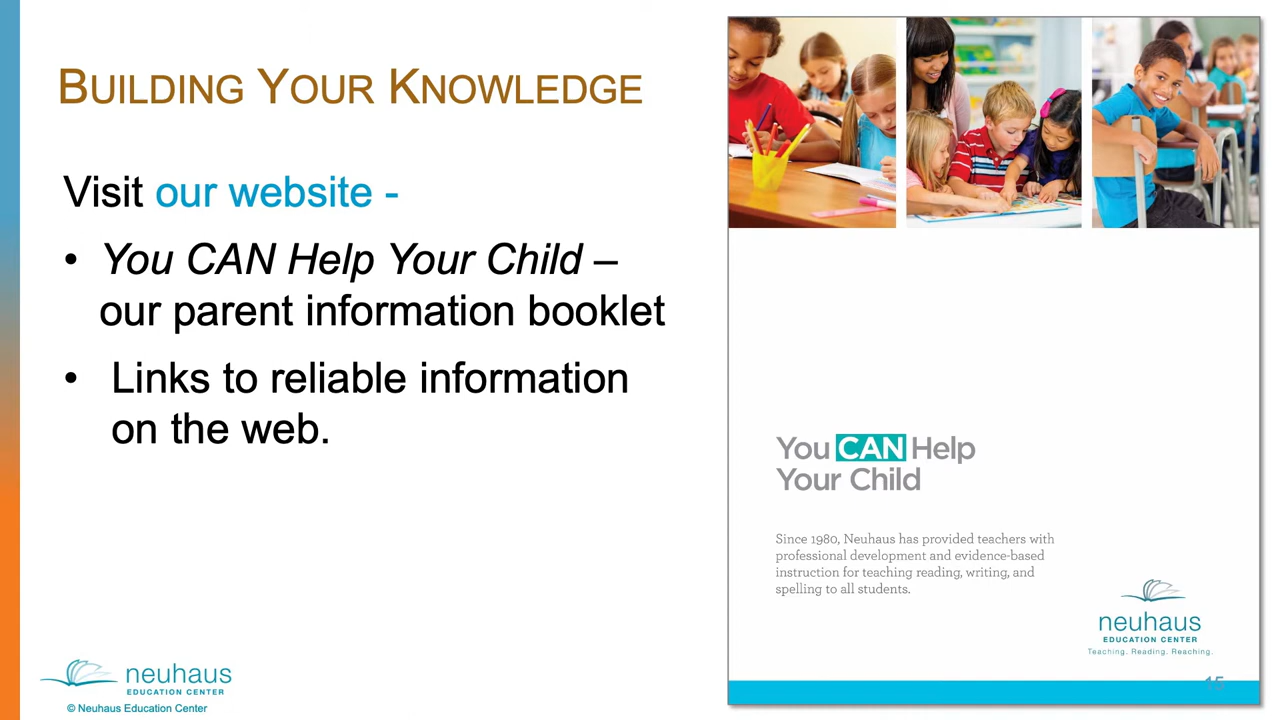 BUILDING YOUR KNOWLEDGE
Visit our website -
• You CAN Help Your Child –
our parent information booklet
• Links to reliable information
on the web.
neuhaus
EDUCATION CENTER
© Neuhaus Education Center
You CAN Help
Your Child
Since 1980, Neuhaus has provided teachers with
professional development and evidence-based
instruction for teaching reading, writing, and
spelling to all students.
neuhaus
EDUCATION CENTER
Teaching. Reading. Reaching.
15